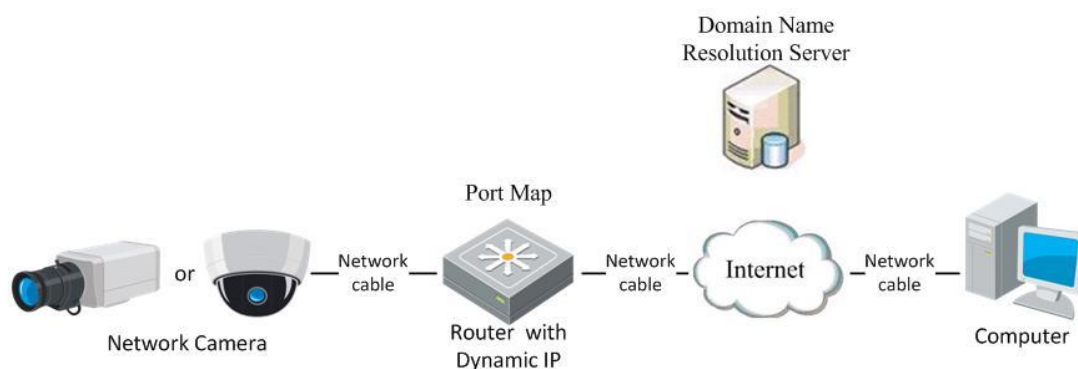 Domain Name
Resolution Server
Port Map
or
Network
cable
Network
cable
Internet
Network
cable
Network Camera
Router with
Dynamic IP
Computer